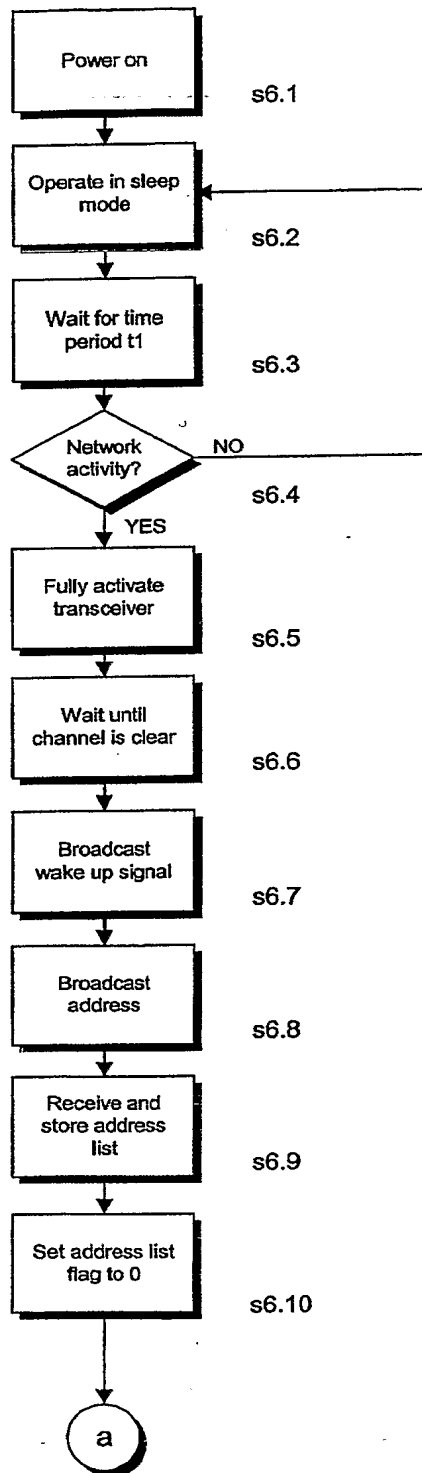 Power on
s6.1
Operate in sleep
mode
s6.2
Wait for time
period t1
s6.3
Network
activity?
NO
s6.4
YES
Fully activate
transceiver
s6.5
Wait until
channel is clear
s6.6
Broadcast
wake up signal
s6.7
Broadcast
address
s6.8
Receive and
store address
list
s6.9
Set address list
flag to 0
s6.10
a